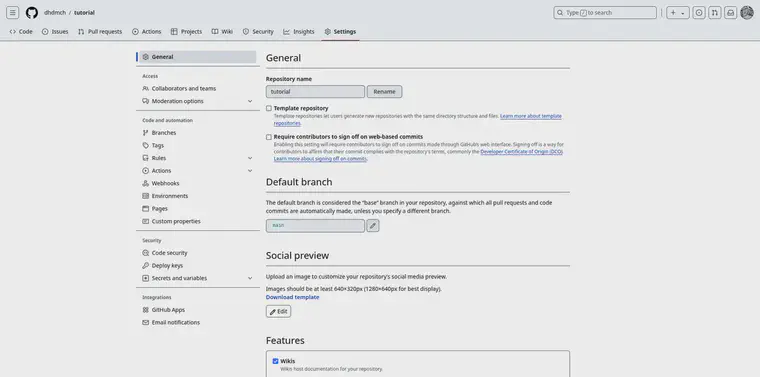 dhdmch / tutorial
Type / to search
Code
Issues
Pull requests
Actions
Projects
Wiki
Security
Insights
Settings
General
Access
Collaborators and teams
Moderation options
Code and automation
Branches
Tags
Rules
Actions
Webhooks
Environments
Pages
Custom properties
Security
Code security
Deploy keys
Secrets and variables
Integrations
GitHub Apps
Email notifications
General
Repository name
tutorial
Rename
Template repository
Template repositories let users generate new repositories with the same directory structure and files. Learn more about template
repositories.
Require contributors to sign off on web-based commits
Enabling this setting will require contributors to sign off on commits made through GitHub's web interface. Signing off is a way for
contributors to affirm that their commit complies with the repository's terms, commonly the Developer Certificate of Origin (DCO).
Learn more about signing off on commits.
Default branch
The default branch is considered the "base" branch in your repository, against which all pull requests and code
commits are automatically made, unless you specify a different branch.
main
Social preview
Upload an image to customize your repository's social media preview.
Images should be at least 640×320px (1280×640px for best display).
Download template
Edit
Features
Wikis
Wikis host documentation for your repository.